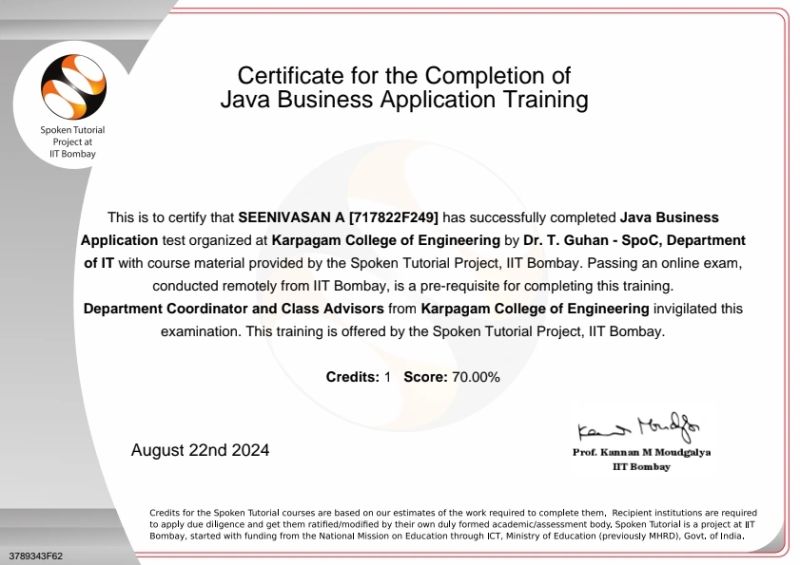 Certificate for the Completion of
Java Business Application Training
Spoken Tutorial
Project at
IIT Bombay
This is to certify that SEENIVASAN A [717822F249] has successfully completed Java Business
Application test organized at Karpagam College of Engineering by Dr. T. Guhan - SpoC, Department
of IT with course material provided by the Spoken Tutorial Project, IIT Bombay. Passing an online exam,
conducted remotely from IIT Bombay, is a pre-requisite for completing this training.
Department Coordinator and Class Advisors from Karpagam College of Engineering invigilated this
examination. This training is offered by the Spoken Tutorial Project, IIT Bombay.
Credits: 1 Score: 70.00%
August 22nd 2024
Prof. Kannan M Moudgalya
IIT Bombay
Credits for the Spoken Tutorial courses are based on our estimates of the work required to complete them, Recipient institutions are required
to apply due diligence and get them ratified/modified by their own duly formed academic/assessment body, Spoken Tutorial is a project at IIT
Bombay, started with funding from the National Mission on Education through ICT, Ministry of Education (previously MHRD), Govt. of India.
3789343F62